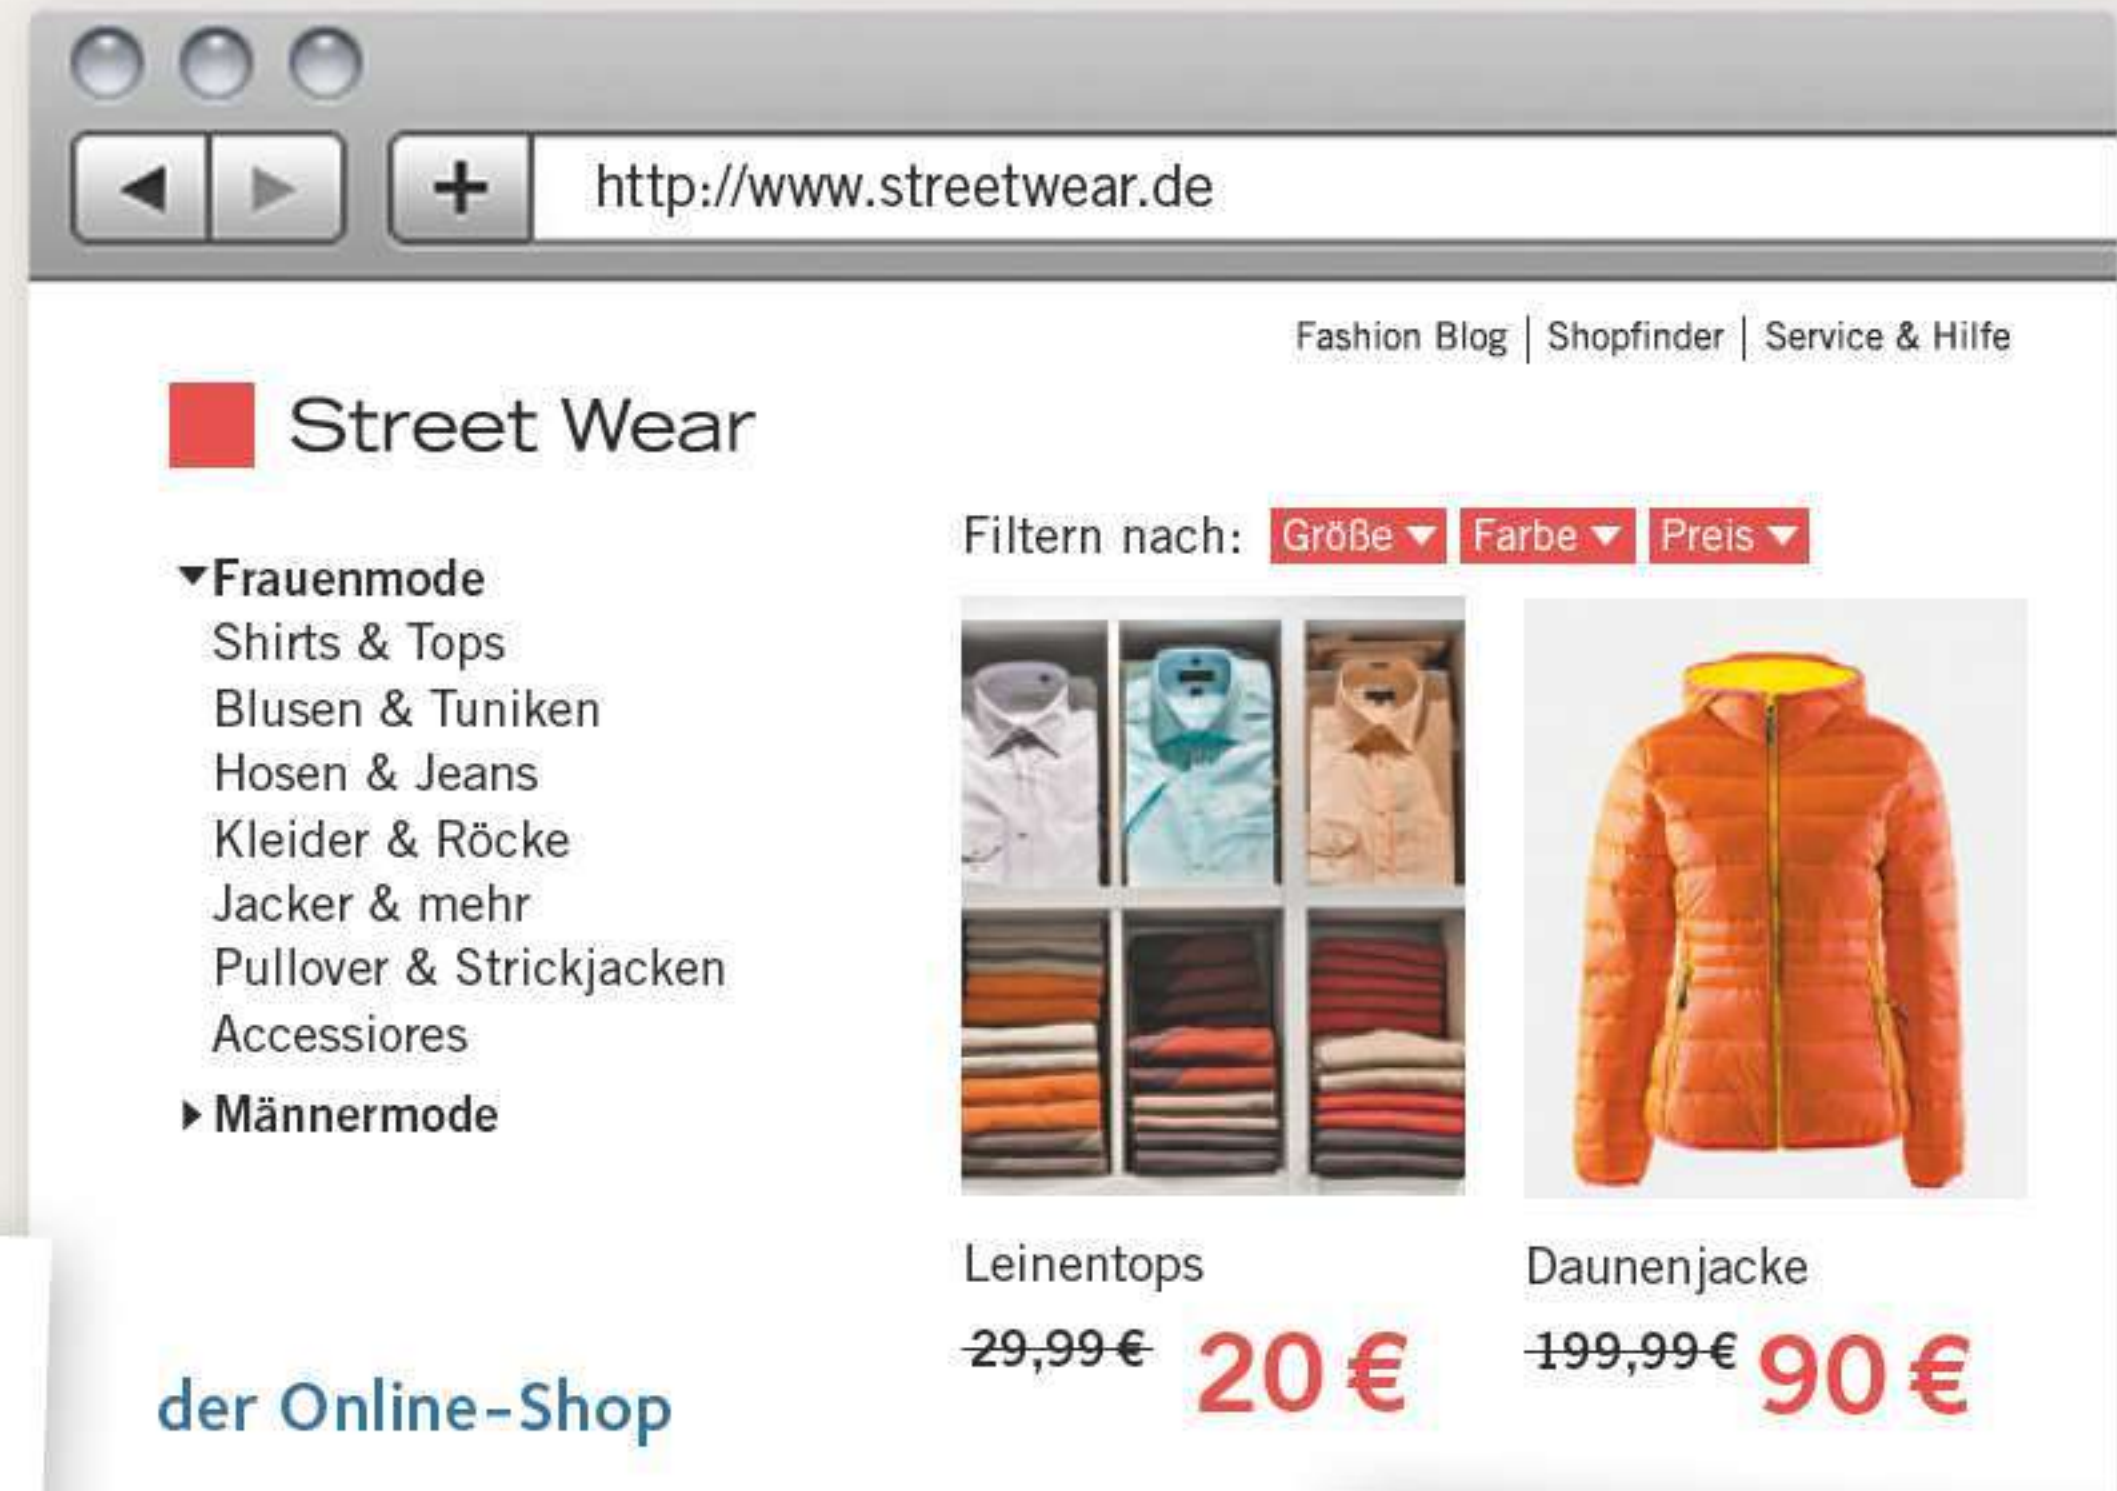 http://www.streetwear.de
Fashion Blog | Shopfinder | Service & Hilfe
Street Wear
Filtern nach: Größe Farbe Preis
Frauenmode
Shirts & Tops
Blusen & Tuniken
Hosen & Jeans
Kleider & Röcke
Jacker & mehr
Pullover & Strickjacken
Accessiores
Männermode
Leinentops
29,99 € 20 €
Daunenjacke
199,99 € 90 €
der Online-Shop